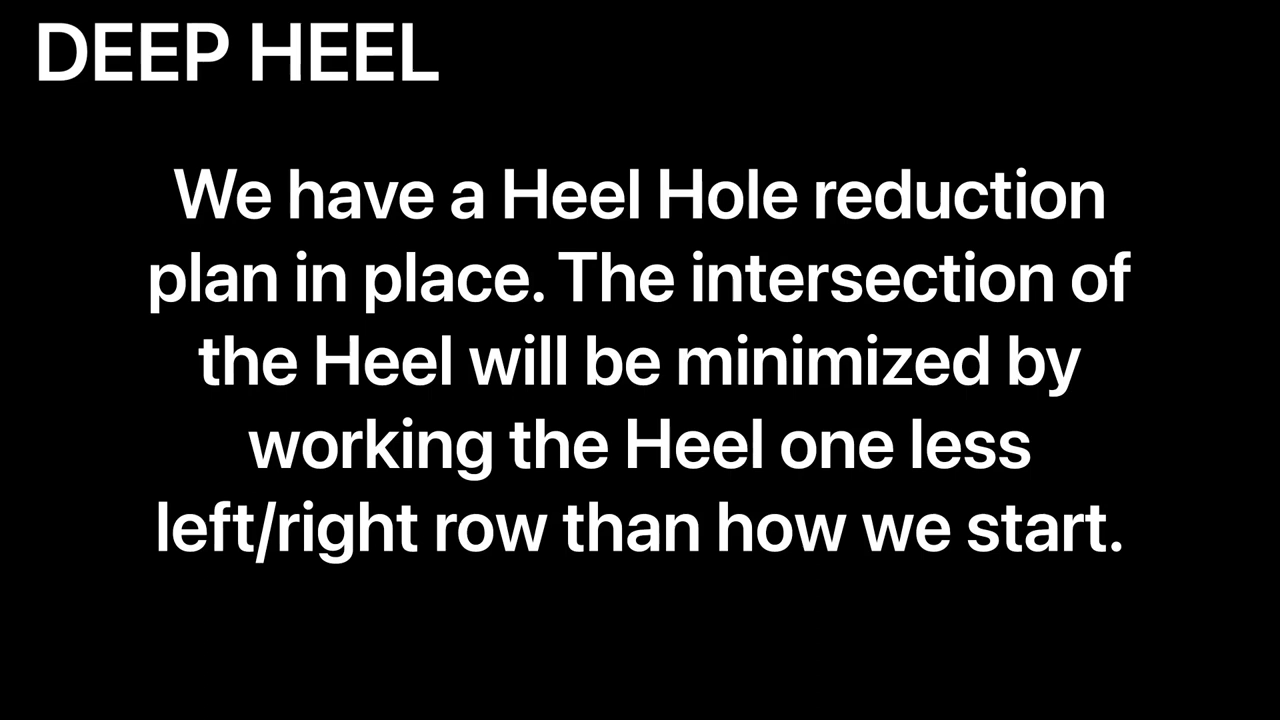 DEEP HEEL
We have a Heel Hole reduction
plan in place. The intersection of
the Heel will be minimized by
working the Heel one less
left/right row than how we start.